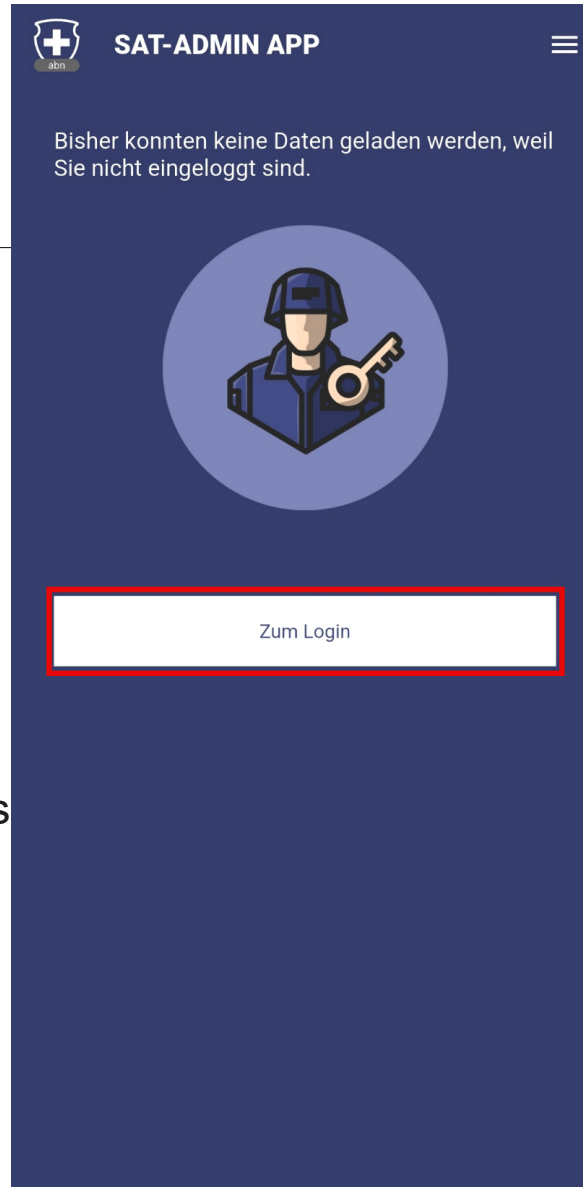 SAT-ADMIN APP
abn
Bisher konnten keine Daten geladen werden, weil
Sie nicht eingeloggt sind.
Zum Login
s